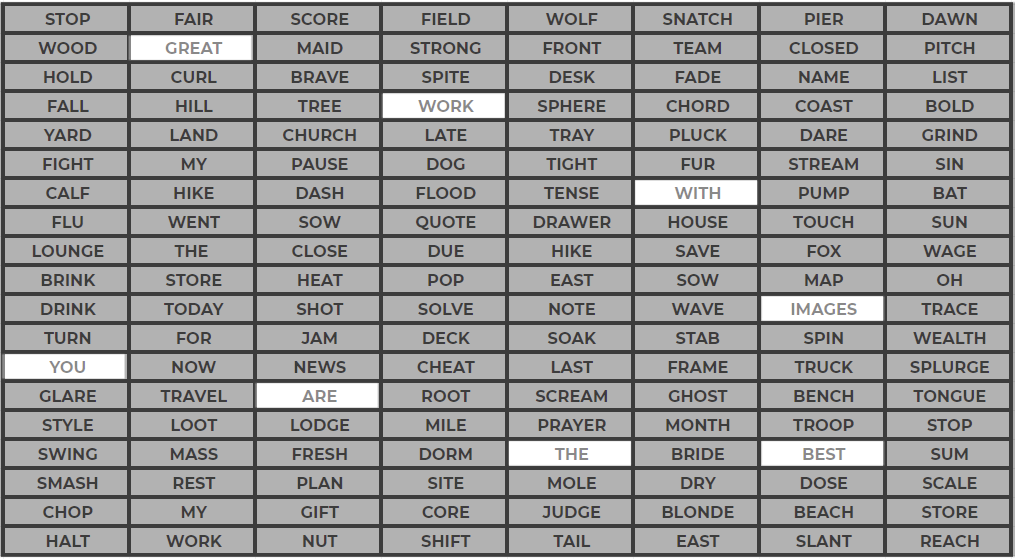 STOP FAIR SCORE FIELD WOLF SNATCH PIER DAWN
WOOD GREAT MAID STRONG FRONT TEAM CLOSED PITCH
HOLD CURL BRAVE SPITE DESK FADE NAME LIST
FALL HILL TREE WORK SPHERE CHORD COAST BOLD
YARD LAND CHURCH LATE TRAY PLUCK DARE GRIND
FIGHT MY PAUSE DOG TIGHT FUR STREAM SIN
CALF HIKE DASH FLOOD TENSE WITH PUMP BAT
FLU WENT SOW QUOTE DRAWER HOUSE TOUCH SUN
LOUNGE THE CLOSE DUE HIKE SAVE FOX WAGE
BRINK STORE HEAT POP EAST SOW MAP OH
DRINK TODAY SHOT SOLVE NOTE WAVE IMAGES TRACE
TURN FOR JAM DECK SOAK STAB SPIN WEALTH
YOU NOW NEWS CHEAT LAST FRAME TRUCK SPLURGE
GLARE TRAVEL ARE ROOT SCREAM GHOST BENCH TONGUE
STYLE LOOT LODGE MILE PRAYER MONTH TROOP STOP
SWING MASS FRESH DORM THE BRIDE BEST SUM
SMASH REST PLAN SITE MOLE DRY DOSE SCALE
CHOP MY GIFT CORE JUDGE BLONDE BEACH STORE
HALT WORK NUT SHIFT TAIL EAST SLANT REACH